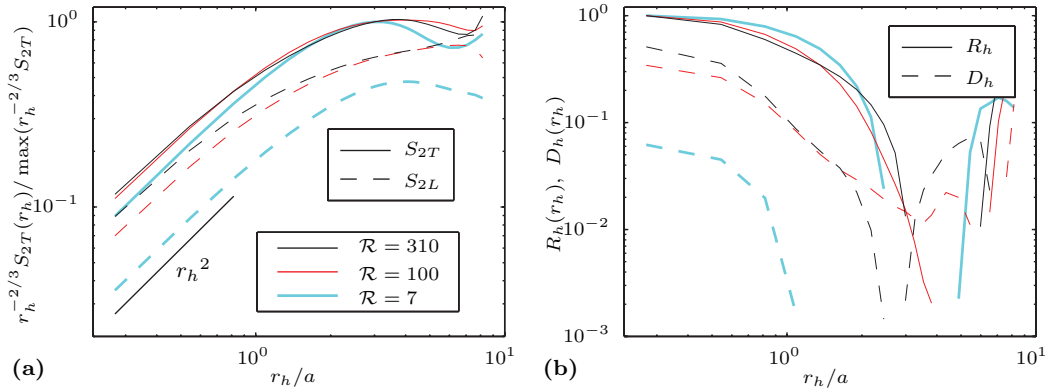 r_h^{-2/3} S_{2T}(r_h)/ max(r_h^{-2/3} S_{2T})
10^0
10^{-1}
r_h^2
S_{2T}
S_{2L}
R = 310
R = 100
R = 7
(a)
10^0
10^1
r_h/a
R_h(r_h), D_h(r_h)
10^0
10^{-1}
10^{-2}
10^{-3}
R_h
D_h
(b)
10^0
10^1
r_h/a